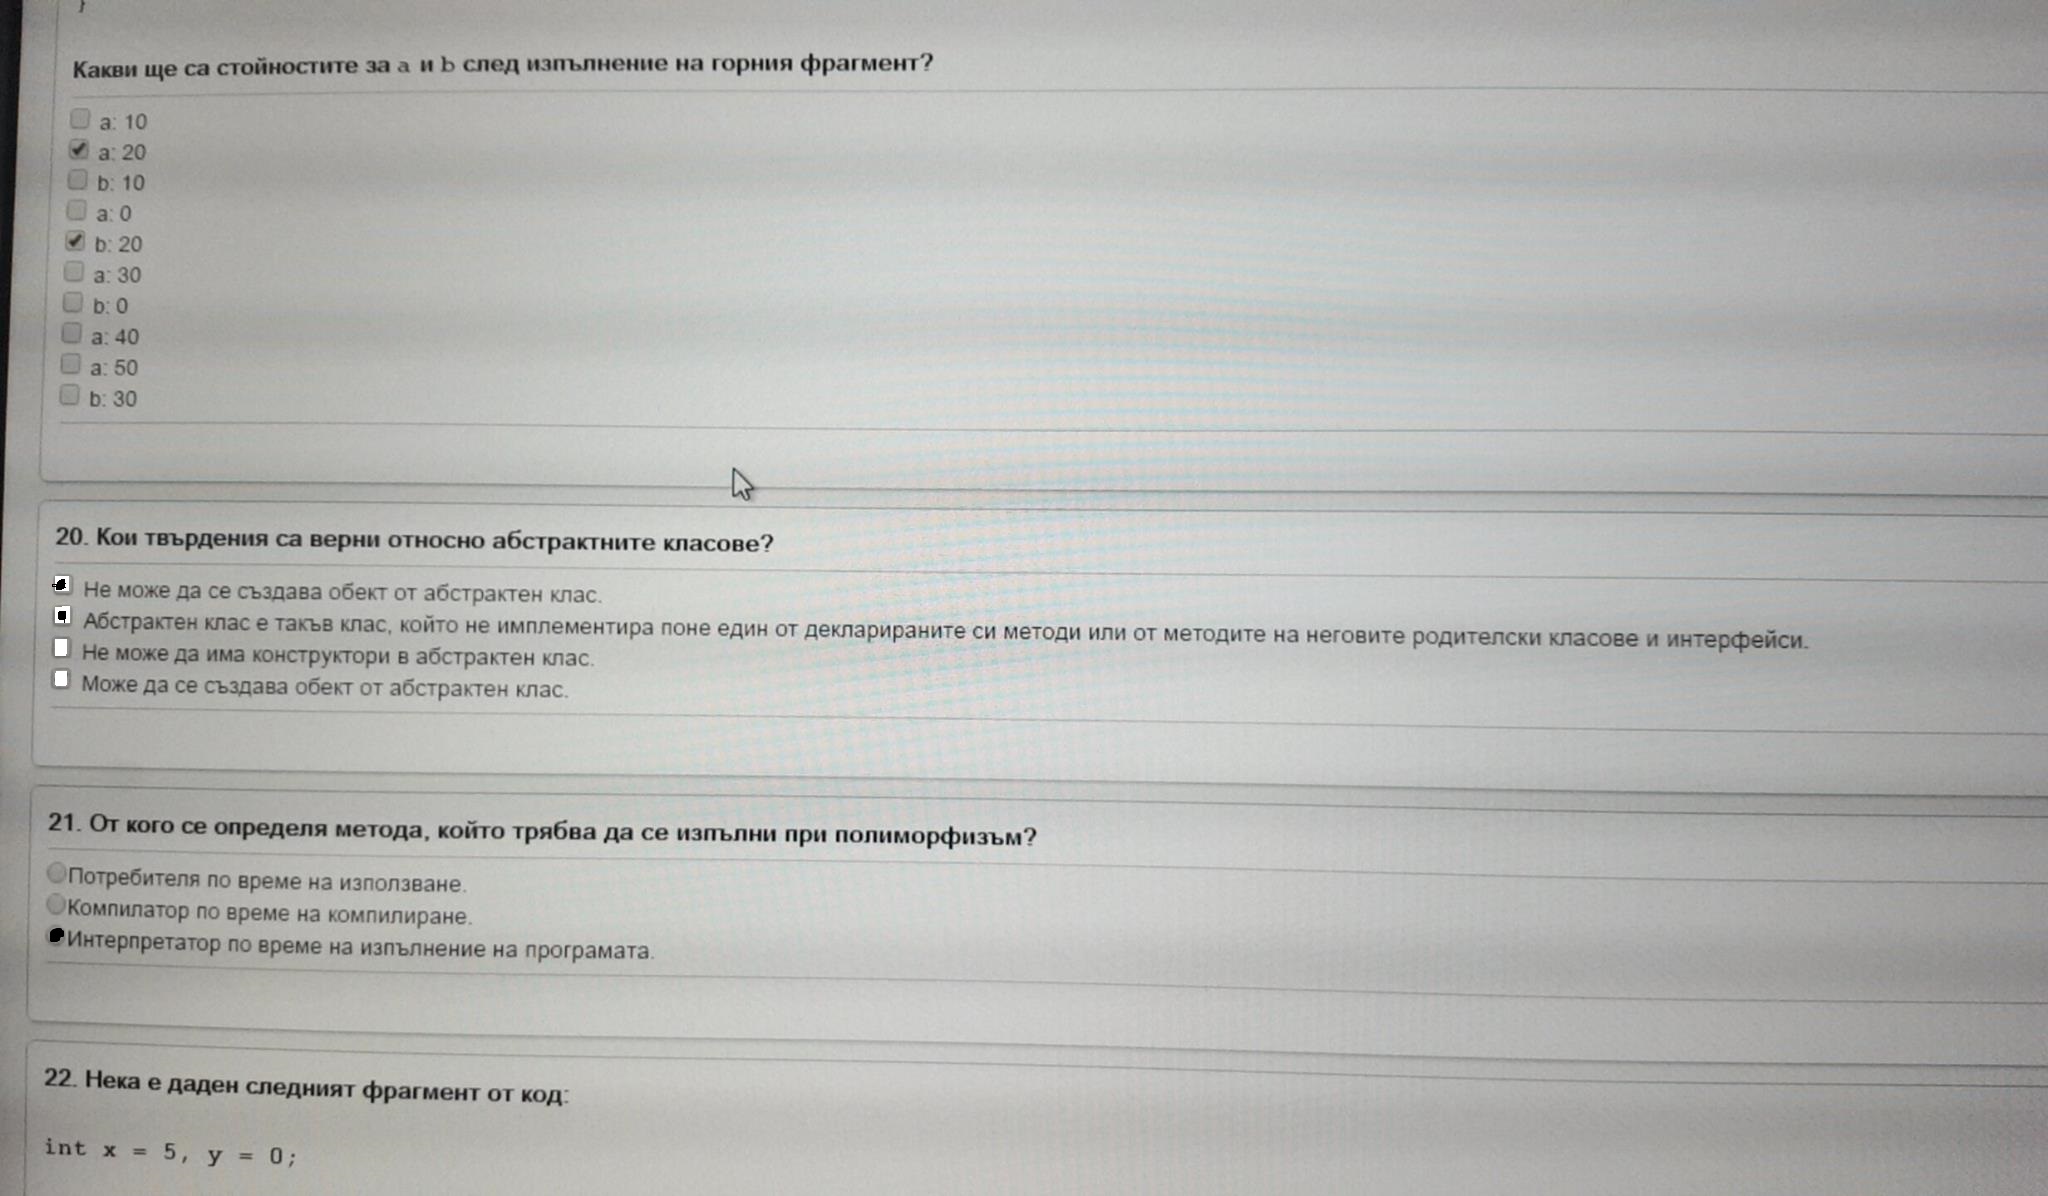 }
Какви ще са стойностите за a и b след изпълнение на горния фрагмент?
a: 10
a: 20
b: 10
a: 0
b: 20
a: 30
b: 0
a: 40
a: 50
b: 30
20. Кои твърдения са верни относно абстрактните класове?
Не може да се създава обект от абстрактен клас.
Абстрактен клас е такъв клас, който не имплементира поне един от декларираните си методи или от методите на неговите родителски класове и интерфейси.
Не може да има конструктори в абстрактен клас.
Може да се създава обект от абстрактен клас.
21. От кого се определя метода, който трябва да се изпълни при полиморфизъм?
Потребителя по време на използване.
Компилатор по време на компилиране.
Интерпретатор по време на изпълнение на програмата.
22. Нека е даден следният фрагмент от код:
int x = 5, y = 0;